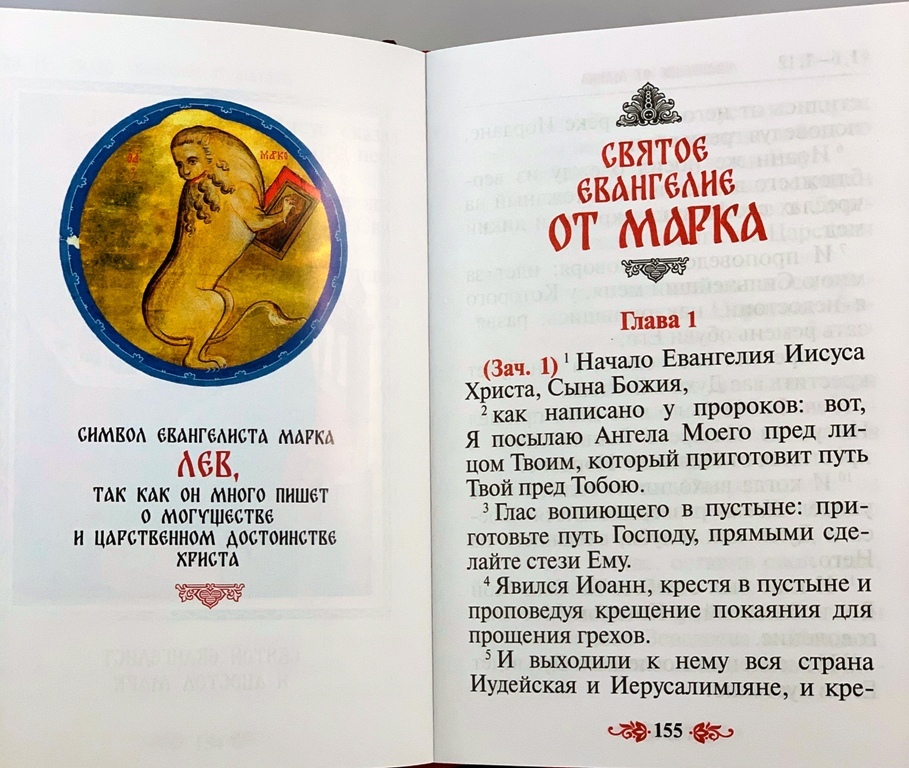 МАРКО
СИМВОЛ ЕВАНГЕЛИСТА МАРКА
ЛЕВ,
ТАК КАК ОН МНОГО ПИШЕТ
О МОГУЩЕСТВЕ
И ЦАРСТВЕННОМ ДОСТОИНСТВЕ
ХРИСТА
СВЯТОЕ
ЕВАНГЕЛИЕ
ОТ МАРКА
Глава 1
(Зач. 1) ¹ Начало Евангелия Иисуса
Христа, Сына Божия,
² как написано у пророков: вот,
Я посылаю Ангела Моего пред ли-
цом Твоим, который приготовит путь
Твой пред Тобою.
³ Глас вопиющего в пустыне: при-
готовьте путь Господу, прямыми сде-
лайте стези Ему.
⁴ Явился Иоанн, крестя в пустыне и
проповедуя крещение покаяния для
прощения грехов.
⁵ И выходили к нему вся страна
Иудейская и Иерусалимляне, и кре-
155